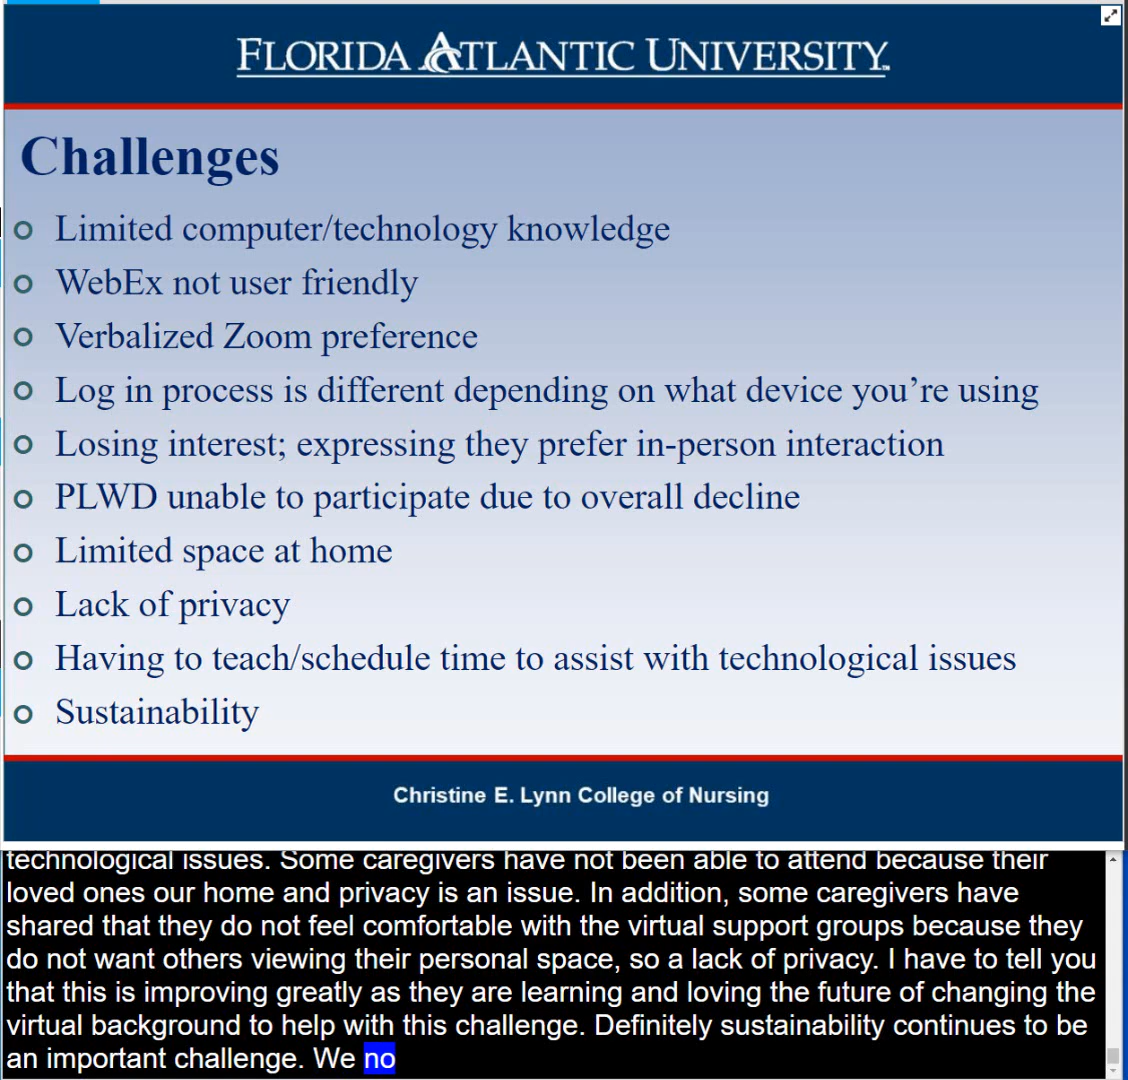 FLORIDA ATLANTIC UNIVERSITY™
Challenges
Limited computer/technology knowledge
WebEx not user friendly
Verbalized Zoom preference
Log in process is different depending on what device you’re using
Losing interest; expressing they prefer in-person interaction
PLWD unable to participate due to overall decline
Limited space at home
Lack of privacy
Having to teach/schedule time to assist with technological issues
Sustainability
Christine E. Lynn College of Nursing
technological issues. Some caregivers have not been able to attend because their
loved ones our home and privacy is an issue. In addition, some caregivers have
shared that they do not feel comfortable with the virtual support groups because they
do not want others viewing their personal space, so a lack of privacy. I have to tell you
that this is improving greatly as they are learning and loving the future of changing the
virtual background to help with this challenge. Definitely sustainability continues to be
an important challenge. We no